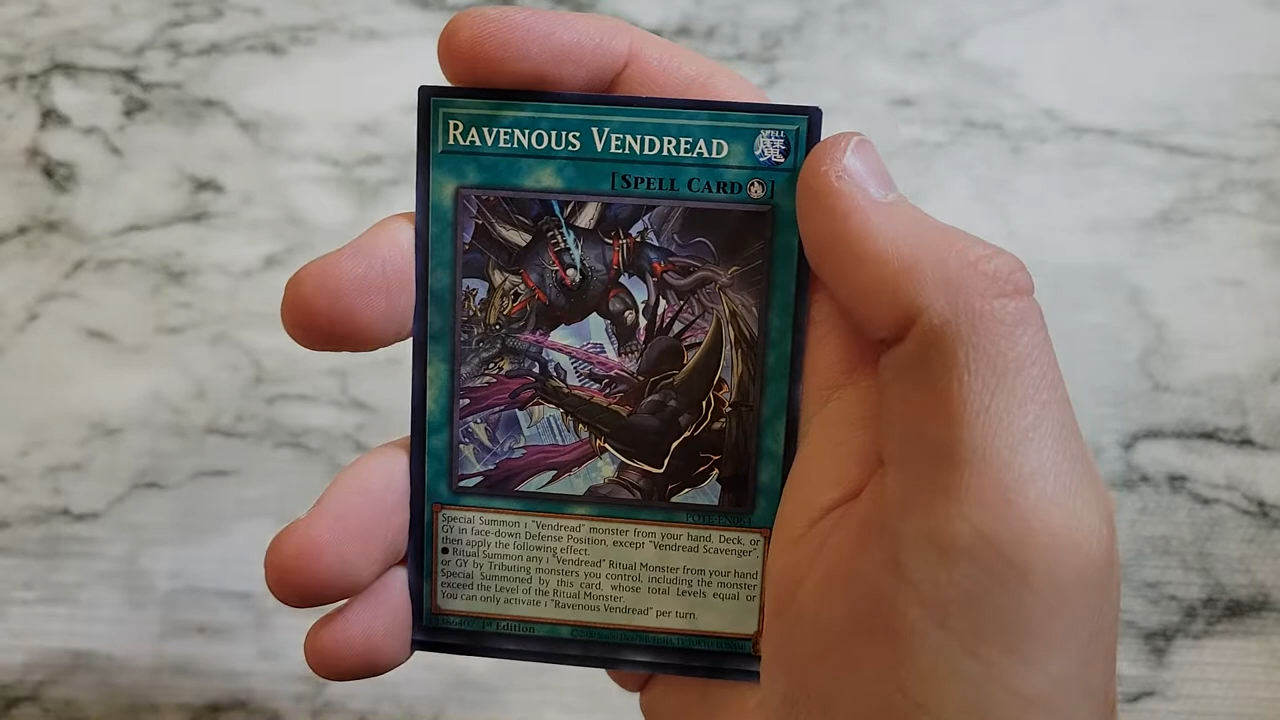 RAVENOUS VENDREAD
SPELL
魔
[SPELL CARD]
POTE-EN064
Special Summon 1 "Vendread" monster from your hand, Deck, or
GY in face-down Defense Position, except "Vendread Scavenger",
then apply the following effect.
● Ritual Summon any 1 "Vendread" Ritual Monster from your hand
or GY by Tributing monsters you control, including the monster
Special Summoned by this card, whose total Levels equal or
exceed the Level of the Ritual Monster.
You can only activate 1 "Ravenous Vendread" per turn.
1st Edition